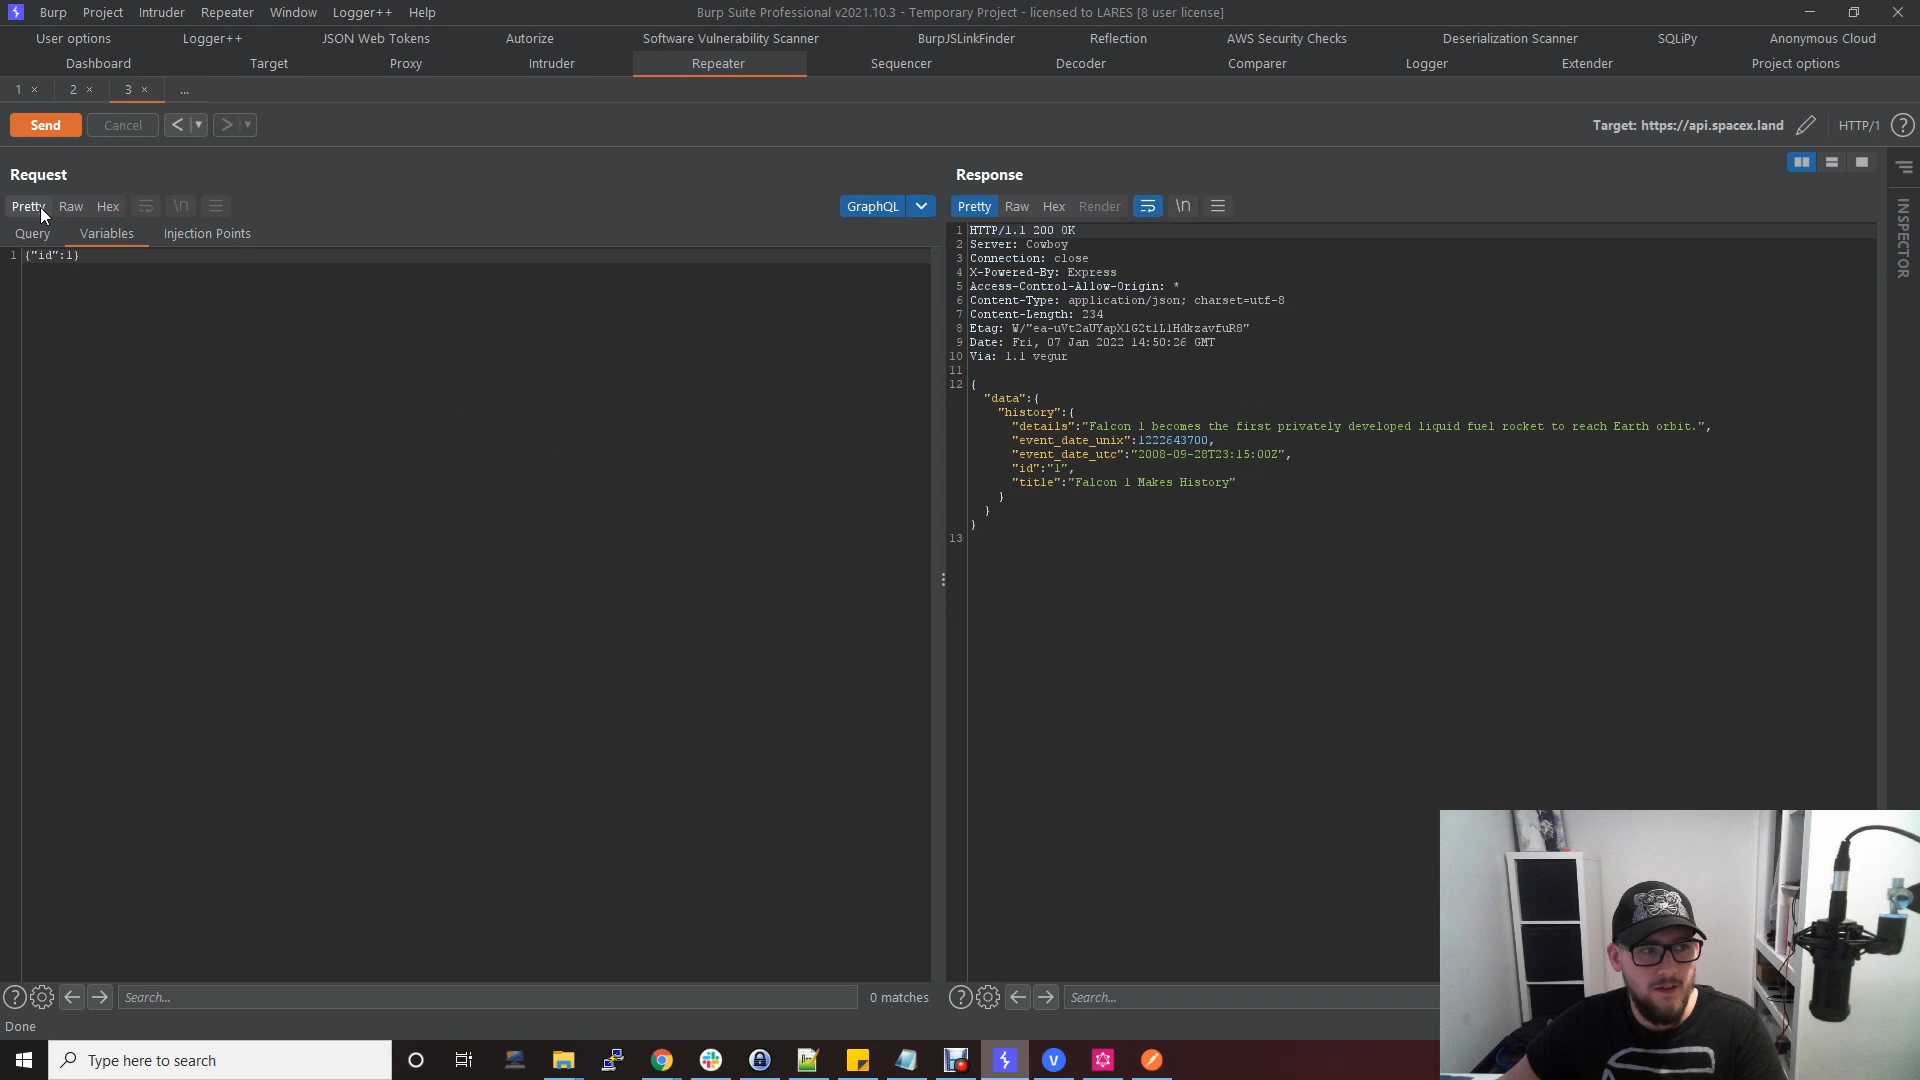 Burp Project Intruder Repeater Window Logger++ Help Burp Suite Professional v2021.10.3 - Temporary Project - licensed to LARES [8 user license]
User options Logger++ JSON Web Tokens Autorize Software Vulnerability Scanner BurpJSLinkFinder Reflection AWS Security Checks Deserialization Scanner SQLiPy Anonymous Cloud
Dashboard Target Proxy Intruder Repeater Sequencer Decoder Comparer Logger Extender Project options
1 × 2 × 3 × ...
Send Cancel < > Target: https://api.spacex.land HTTP/1 ?
Request
Pretty Raw Hex \n GraphQL
Query Variables Injection Points
1 {"id":1}
Response
Pretty Raw Hex Render \n
INSPECTOR
1 HTTP/1.1 200 OK
2 Server: Cowboy
3 Connection: close
4 X-Powered-By: Express
5 Access-Control-Allow-Origin: *
6 Content-Type: application/json; charset=utf-8
7 Content-Length: 234
8 Etag: W/"ea-uVt2aUYapX1G2t1L1HdkzavfuR8"
9 Date: Fri, 07 Jan 2022 14:50:26 GMT
10 Via: 1.1 vegur
11
12 {
"data":{
"history":{
"details":"Falcon 1 becomes the first privately developed liquid fuel rocket to reach Earth orbit.",
"event_date_unix":1222643700,
"event_date_utc":"2008-09-28T23:15:00Z",
"id":"1",
"title":"Falcon 1 Makes History"
}
}
}
13
? Search... 0 matches
? Search...
Done
Type here to search